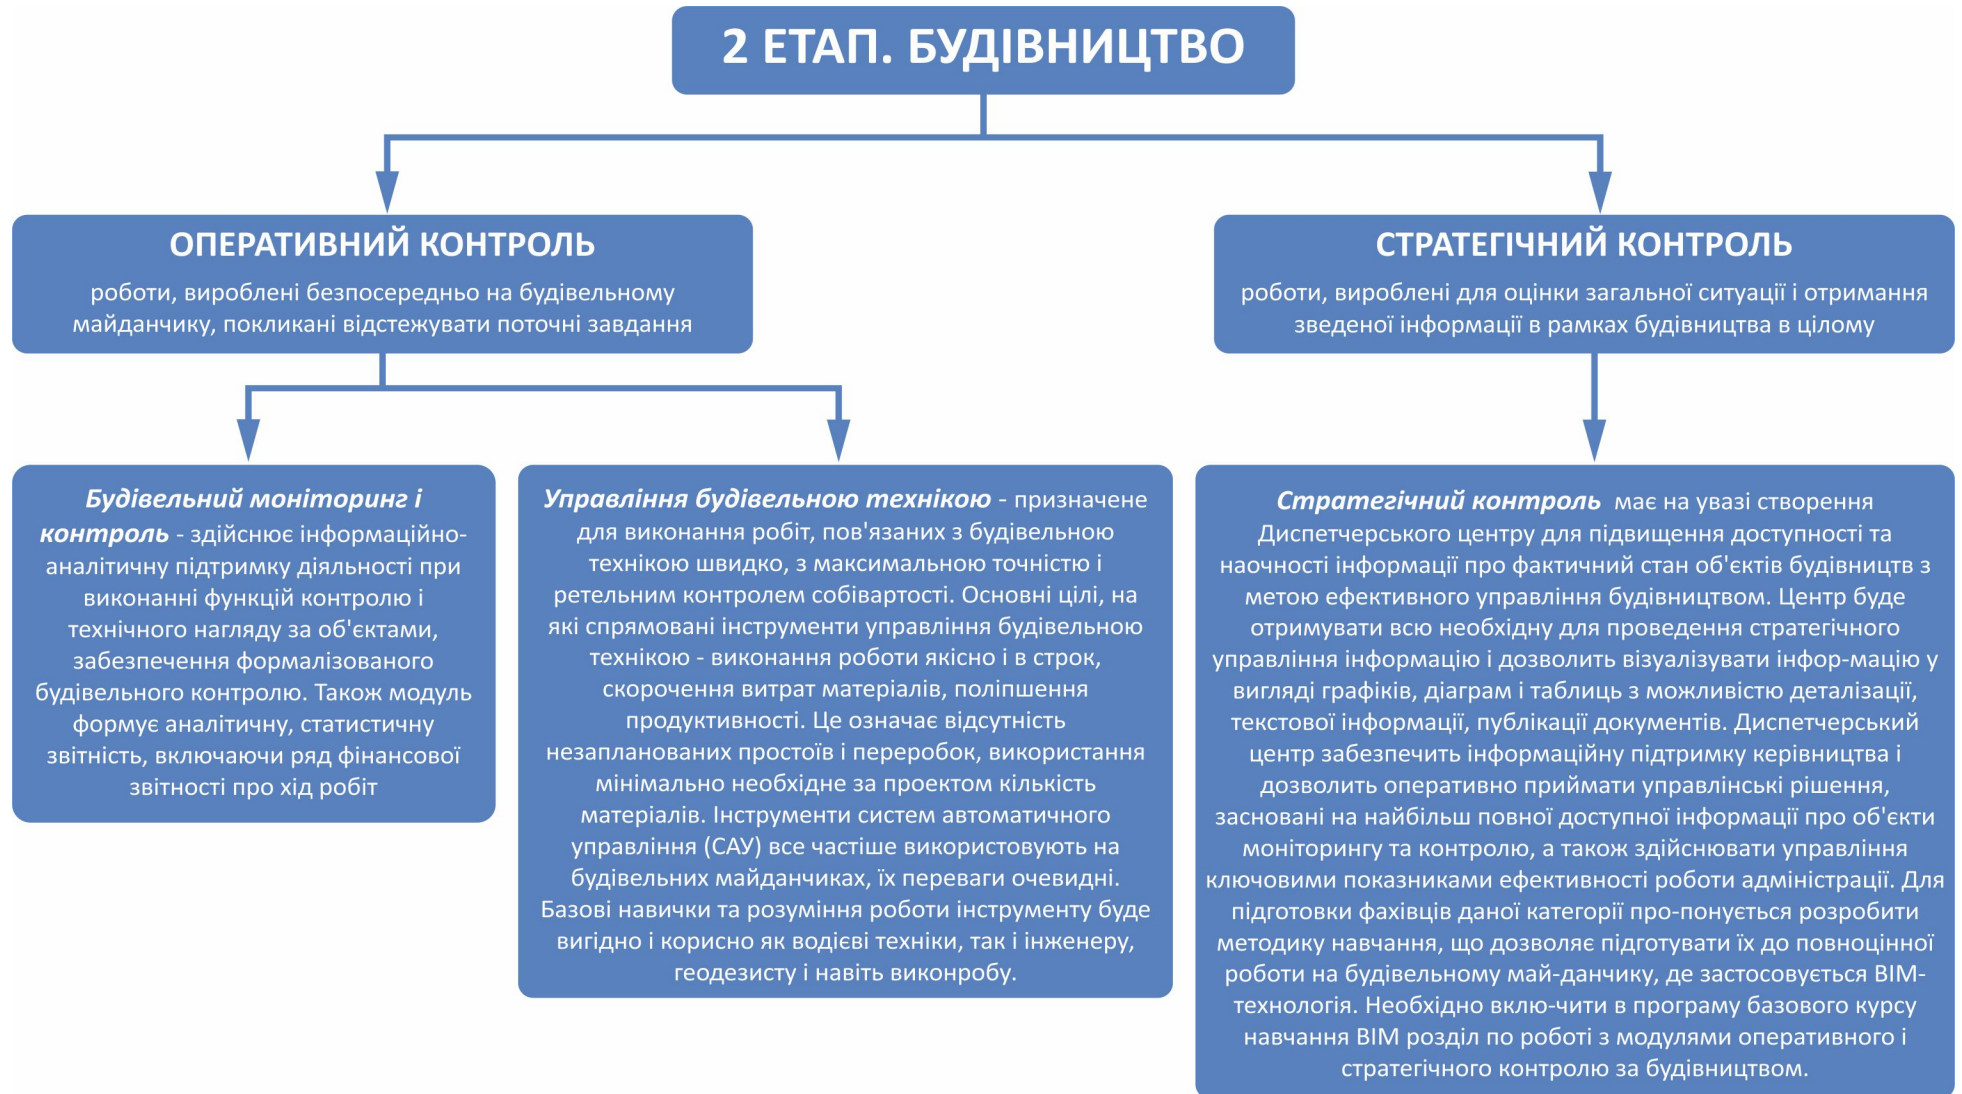 2 ЕТАП. БУДІВНИЦТВО
ОПЕРАТИВНИЙ КОНТРОЛЬ
роботи, вироблені безпосередньо на будівельному
майданчику, покликані відстежувати поточні завдання
СТРАТЕГІЧНИЙ КОНТРОЛЬ
роботи, вироблені для оцінки загальної ситуації і отримання
зведеної інформації в рамках будівництва в цілому
Будівельний моніторинг і
контроль - здійснює інформаційно-
аналітичну підтримку діяльності при
виконанні функцій контролю і
технічного нагляду за об'єктами,
забезпечення формалізованого
будівельного контролю. Також модуль
формує аналітичну, статистичну
звітність, включаючи ряд фінансової
звітності про хід робіт
Управління будівельною технікою - призначене
для виконання робіт, пов'язаних з будівельною
технікою швидко, з максимальною точністю і
ретельним контролем собівартості. Основні цілі, на
які спрямовані інструменти управління будівельною
технікою - виконання роботи якісно і в строк,
скорочення витрат матеріалів, поліпшення
продуктивності. Це означає відсутність
незапланованих простоїв і переробок, використання
мінімально необхідне за проектом кількість
матеріалів. Інструменти систем автоматичного
управління (САУ) все частіше використовують на
будівельних майданчиках, їх переваги очевидні.
Базові навички та розуміння роботи інструменту буде
вигідно і корисно як водієві техніки, так і інженеру,
геодезисту і навіть виконробу.
Стратегічний контроль має на увазі створення
Диспетчерського центру для підвищення доступності та
наочності інформації про фактичний стан об'єктів будівництв з
метою ефективного управління будівництвом. Центр буде
отримувати всю необхідну для проведення стратегічного
управління інформацію і дозволить візуалізувати інфор-мацію у
вигляді графіків, діаграм і таблиць з можливістю деталізації,
текстової інформації, публікації документів. Диспетчерський
центр забезпечить інформаційну підтримку керівництва і
дозволить оперативно приймати управлінські рішення,
засновані на найбільш повної доступної інформації про об'єкти
моніторингу та контролю, а також здійснювати управління
ключовими показниками ефективності роботи адміністрації. Для
підготовки фахівців даної категорії про-понується розробити
методику навчання, що дозволяє підготувати їх до повноцінної
роботи на будівельному май-данчику, де застосовується BIM-
технологія. Необхідно вклю-чити в програму базового курсу
навчання BIM розділ по роботі з модулями оперативного і
стратегічного контролю за будівництвом.